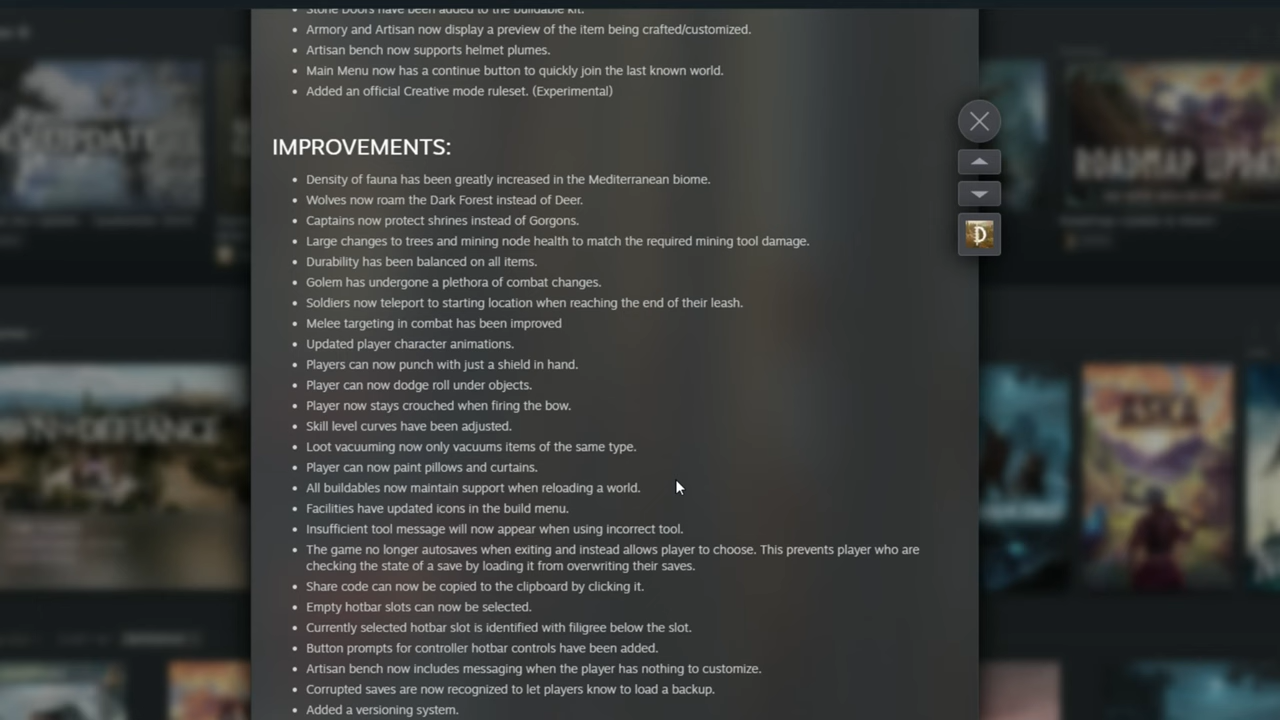 Stone Doors have been added to the buildable kit.
Armory and Artisan now display a preview of the item being crafted/customized.
Artisan bench now supports helmet plumes.
Main Menu now has a continue button to quickly join the last known world.
Added an official Creative mode ruleset. (Experimental)
IMPROVEMENTS:
Density of fauna has been greatly increased in the Mediterranean biome.
Wolves now roam the Dark Forest instead of Deer.
Captains now protect shrines instead of Gorgons.
Large changes to trees and mining node health to match the required mining tool damage.
Durability has been balanced on all items.
Golem has undergone a plethora of combat changes.
Soldiers now teleport to starting location when reaching the end of their leash.
Melee targeting in combat has been improved
Updated player character animations.
Players can now punch with just a shield in hand.
Player can now dodge roll under objects.
Player now stays crouched when firing the bow.
Skill level curves have been adjusted.
Loot vacuuming now only vacuums items of the same type.
Player can now paint pillows and curtains.
All buildables now maintain support when reloading a world.
Facilities have updated icons in the build menu.
Insufficient tool message will now appear when using incorrect tool.
The game no longer autosaves when exiting and instead allows player to choose. This prevents player who are
checking the state of a save by loading it from overwriting their saves.
Share code can now be copied to the clipboard by clicking it.
Empty hotbar slots can now be selected.
Currently selected hotbar slot is identified with filigree below the slot.
Button prompts for controller hotbar controls have been added.
Artisan bench now includes messaging when the player has nothing to customize.
Corrupted saves are now recognized to let players know to load a backup.
Added a versioning system.
D
ROADMAP UPDA
ASKA
DEFIANCE
UPDATE